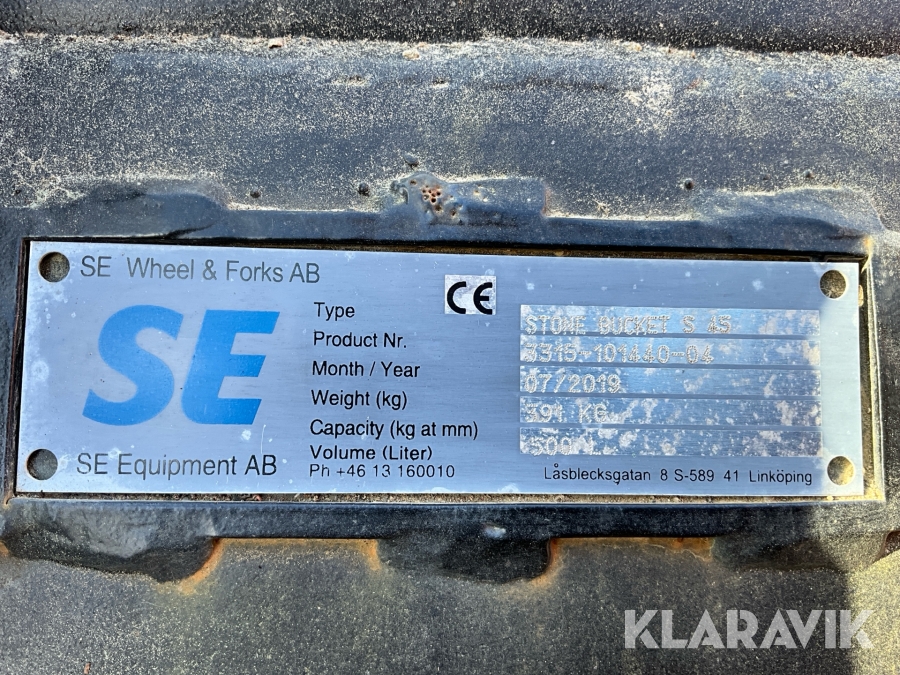 SE Wheel & Forks AB
CE
SE
Type STONE BUCKET S 45
Product Nr. 3315-101440-04
Month / Year 07/2019
Weight (kg) 391 KG
Capacity (kg at mm)
Volume (Liter) 500
SE Equipment AB
Ph +46 13 160010
Låsblecksgatan 8 S-589 41 Linköping
KLARAVIK